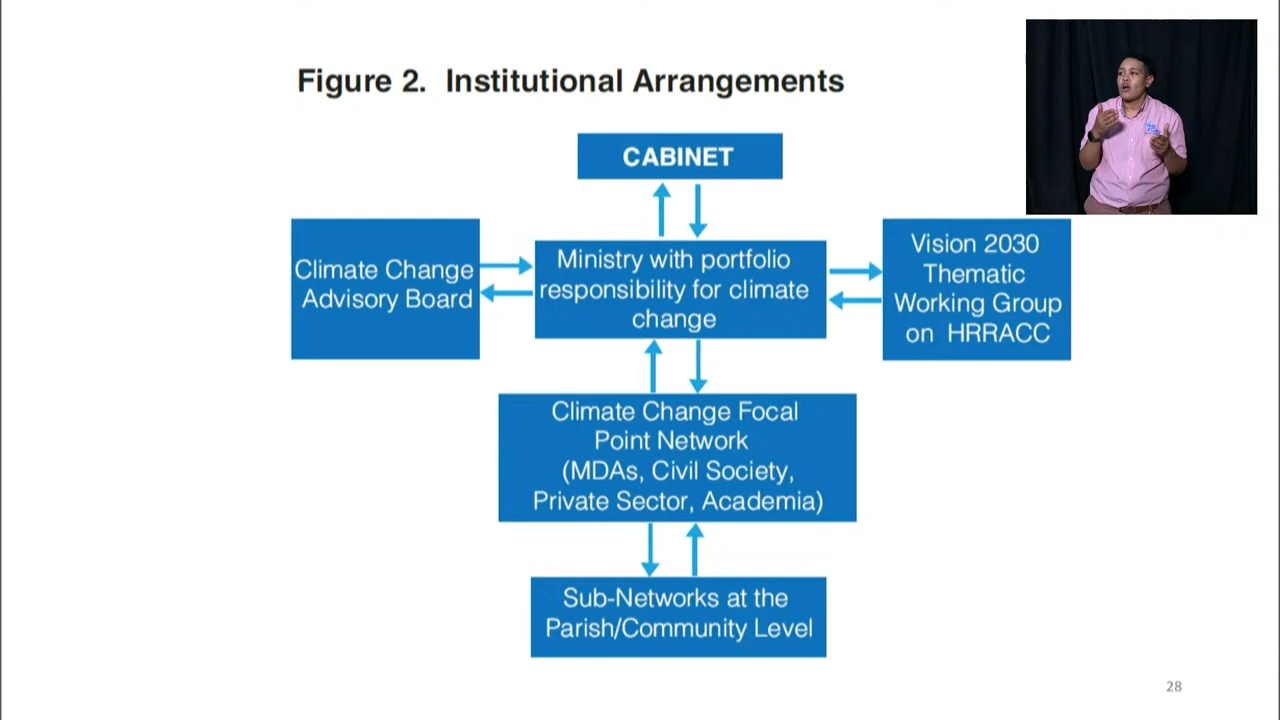 Figure 2. Institutional Arrangements
CABINET
Climate Change
Advisory Board
Ministry with portfolio
responsibility for climate
change
Vision 2030
Thematic
Working Group
on HRRACC
Climate Change Focal
Point Network
(MDAs, Civil Society,
Private Sector, Academia)
Sub-Networks at the
Parish/Community Level
28